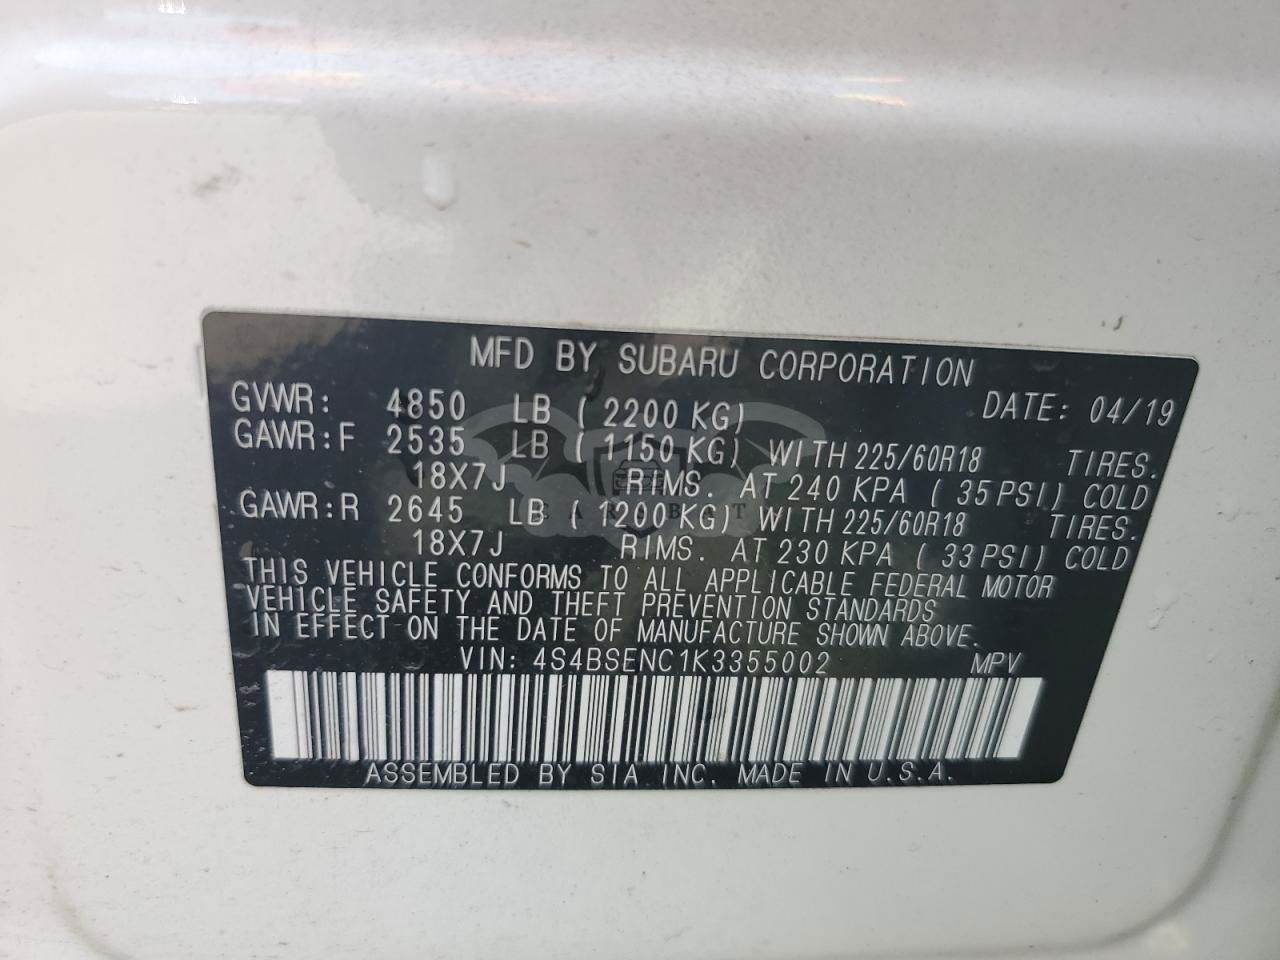 MFD BY SUBARU CORPORATION
GVWR: 4850 LB ( 2200 KG) DATE: 04/19
GAWR:F 2535 LB ( 1150 KG) WITH 225/60R18 TIRES.
18X7J RIMS. AT 240 KPA ( 35 PSI) COLD
GAWR:R 2645 LB ( 1200 KG) WITH 225/60R18 TIRES.
18X7J RIMS. AT 230 KPA ( 33 PSI) COLD
THIS VEHICLE CONFORMS TO ALL APPLICABLE FEDERAL MOTOR
VEHICLE SAFETY AND THEFT PREVENTION STANDARDS
IN EFFECT ON THE DATE OF MANUFACTURE SHOWN ABOVE.
VIN: 4S4BSENC1K3355002 MPV
ASSEMBLED BY SIA INC. MADE IN U.S.A.